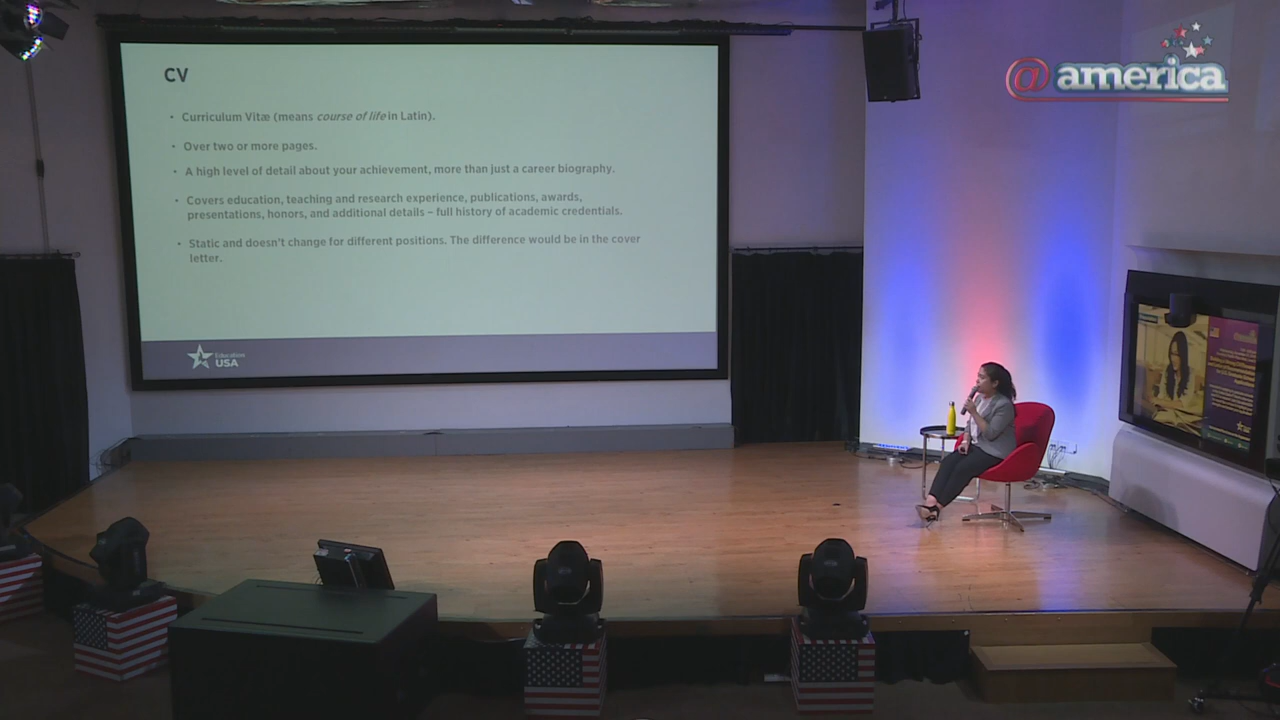 CV
• Curriculum Vitæ (means course of life in Latin).
• Over two or more pages.
• A high level of detail about your achievement, more than just a career biography.
• Covers education, teaching and research experience, publications, awards,
presentations, honors, and additional details – full history of academic credentials.
• Static and doesn't change for different positions. The difference would be in the cover
letter.
Education
USA
@america